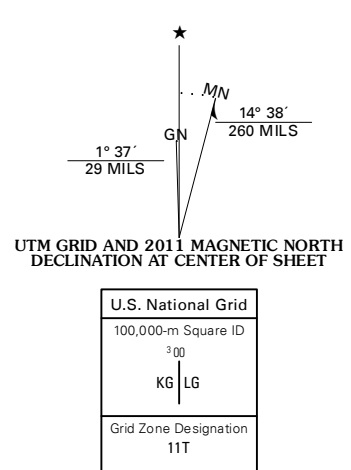 ★
MN
GN
14° 38´
260 MILS
1° 37´
29 MILS
UTM GRID AND 2011 MAGNETIC NORTH
DECLINATION AT CENTER OF SHEET
U.S. National Grid
100,000-m Square ID
³00
KG LG
Grid Zone Designation
11T